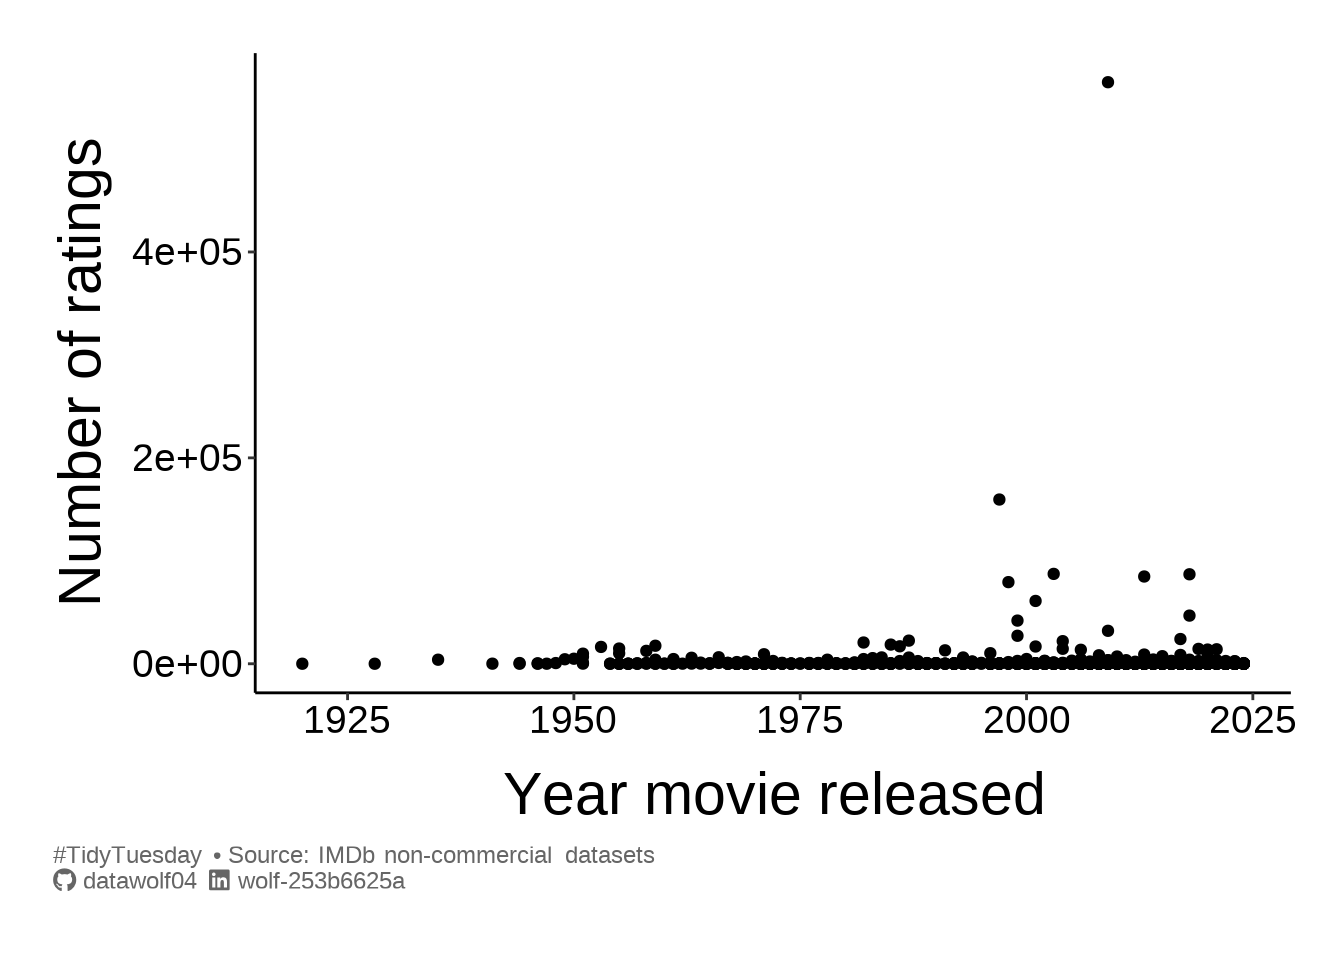 Number of ratings
4e+05
2e+05
0e+00
1925 1950 1975 2000 2025
Year movie released
#TidyTuesday • Source: IMDb non-commercial datasets
datawolf04 in wolf-253b6625a